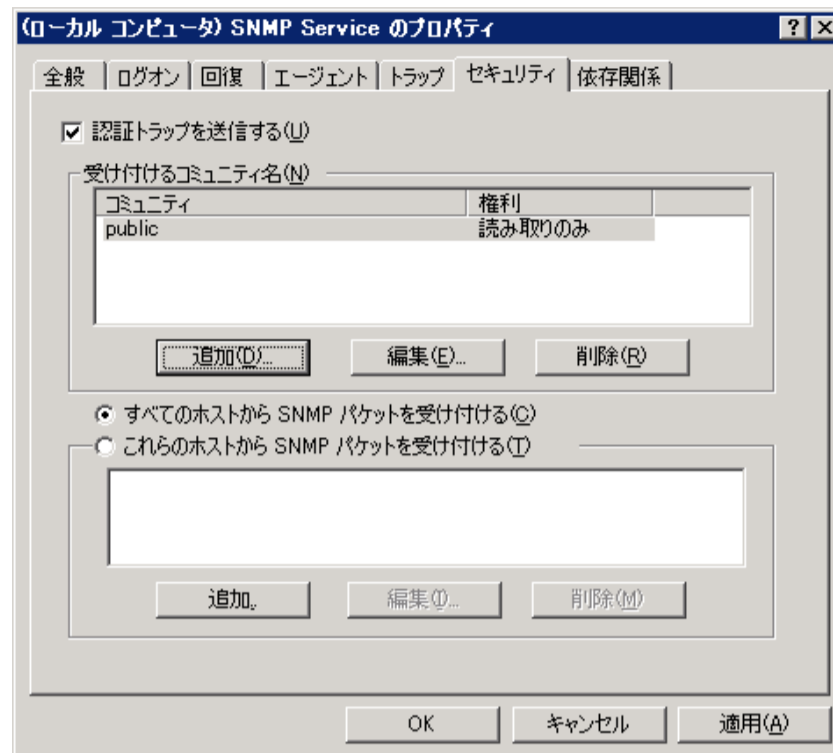 (ローカル コンピュータ) SNMP Service のプロパティ
全般 ログオン 回復 エージェント トラップ セキュリティ 依存関係
認証トラップを送信する(U)
受け付けるコミュニティ名(N)
コミュニティ 権利
public 読み取りのみ
追加(D)... 編集(E)... 削除(R)
すべてのホストから SNMP パケットを受け付ける(C)
これらのホストから SNMP パケットを受け付ける(T)
追加... 編集(I)... 削除(M)
OK キャンセル 適用(A)